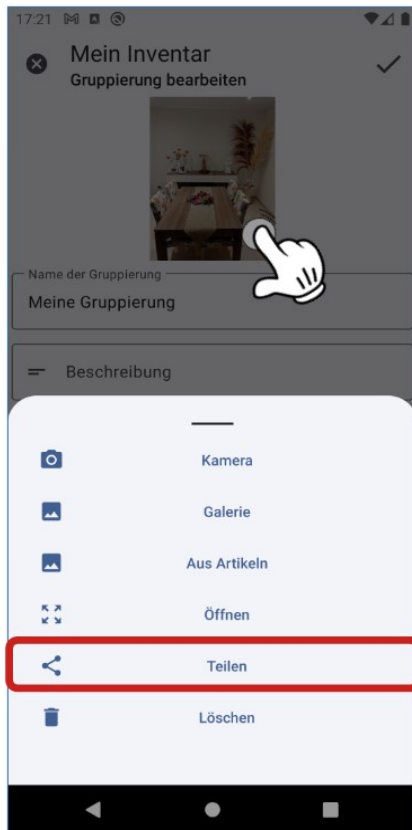 17:21
Mein Inventar
Gruppierung bearbeiten
Name der Gruppierung
Meine Gruppierung
Beschreibung
Kamera
Galerie
Aus Artikeln
Öffnen
Teilen
Löschen